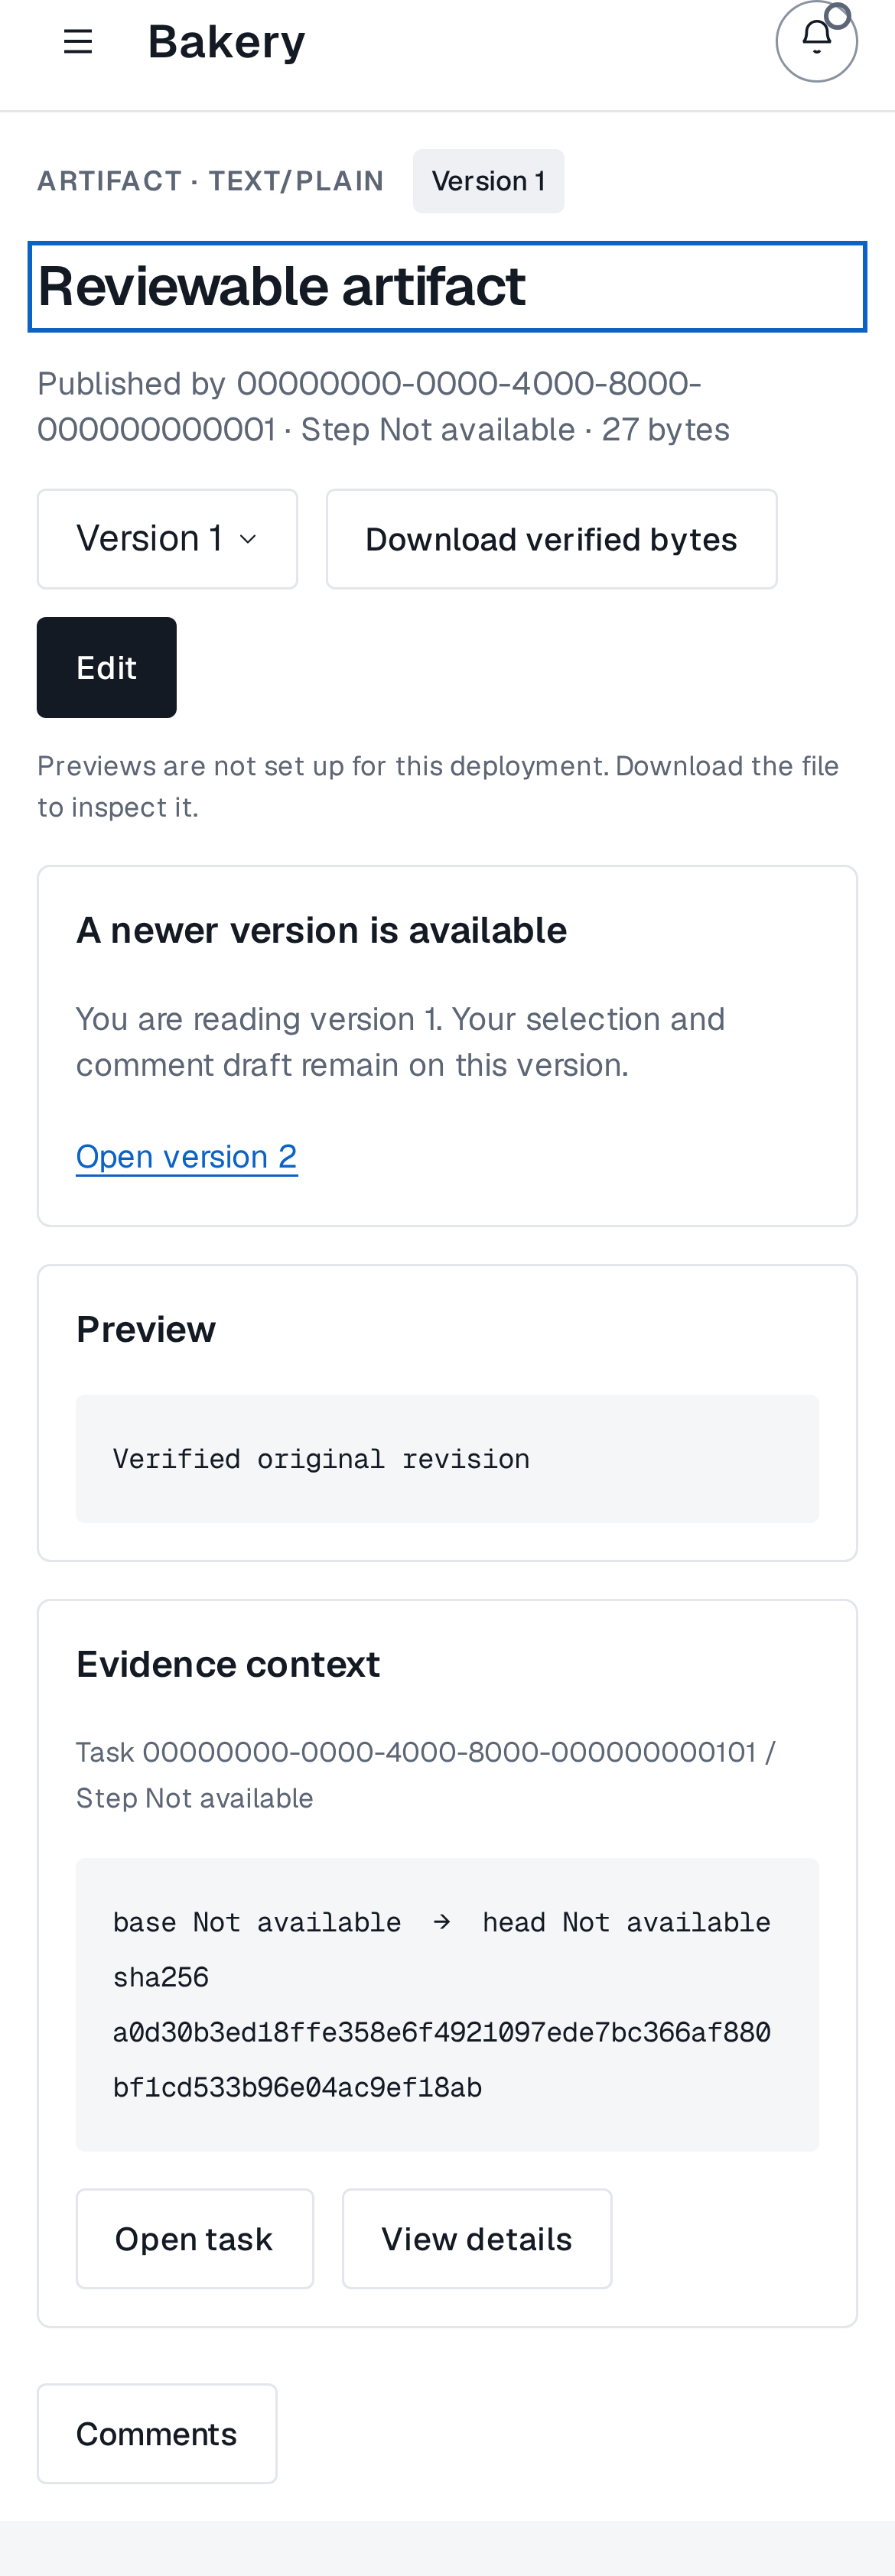 Bakery
ARTIFACT · TEXT/PLAIN
Version 1
Reviewable artifact
Published by 00000000-0000-4000-8000-
000000000001 · Step Not available · 27 bytes
Version 1
Download verified bytes
Edit
Previews are not set up for this deployment. Download the file
to inspect it.
A newer version is available
You are reading version 1. Your selection and
comment draft remain on this version.
Open version 2
Preview
Verified original revision
Evidence context
Task 00000000-0000-4000-8000-000000000101 /
Step Not available
base Not available → head Not available
sha256
a0d30b3ed18ffe358e6f4921097ede7bc366af880
bf1cd533b96e04ac9ef18ab
Open task
View details
Comments